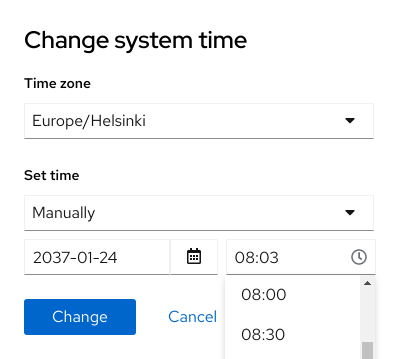 Change system time
Time zone
Europe/Helsinki
Set time
Manually
2037-01-24 08:03
08:00
08:30
Change Cancel